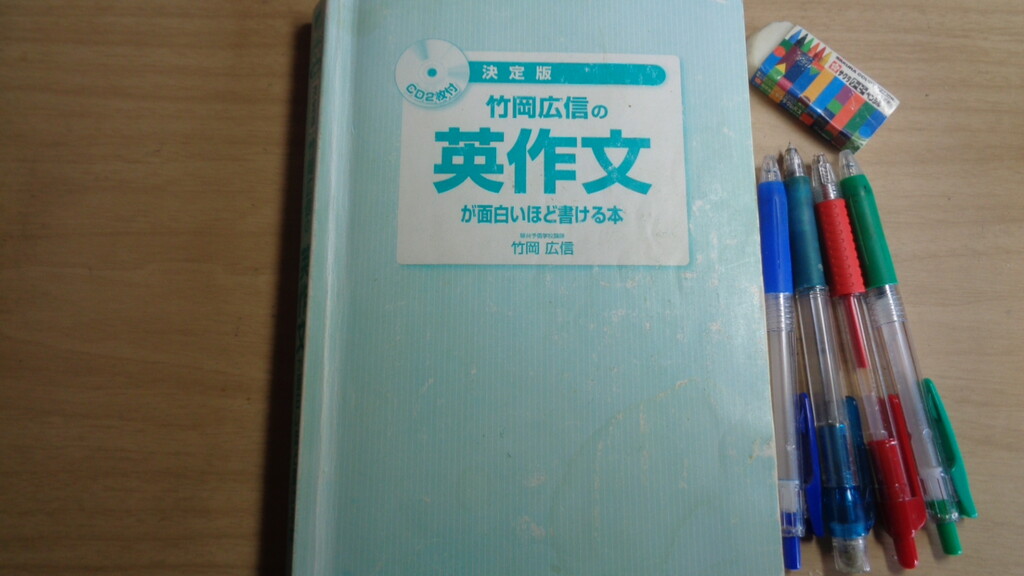 決定版
CD2枚付
竹岡広信の
英作文
が面白いほど書ける本
竹岡 広信